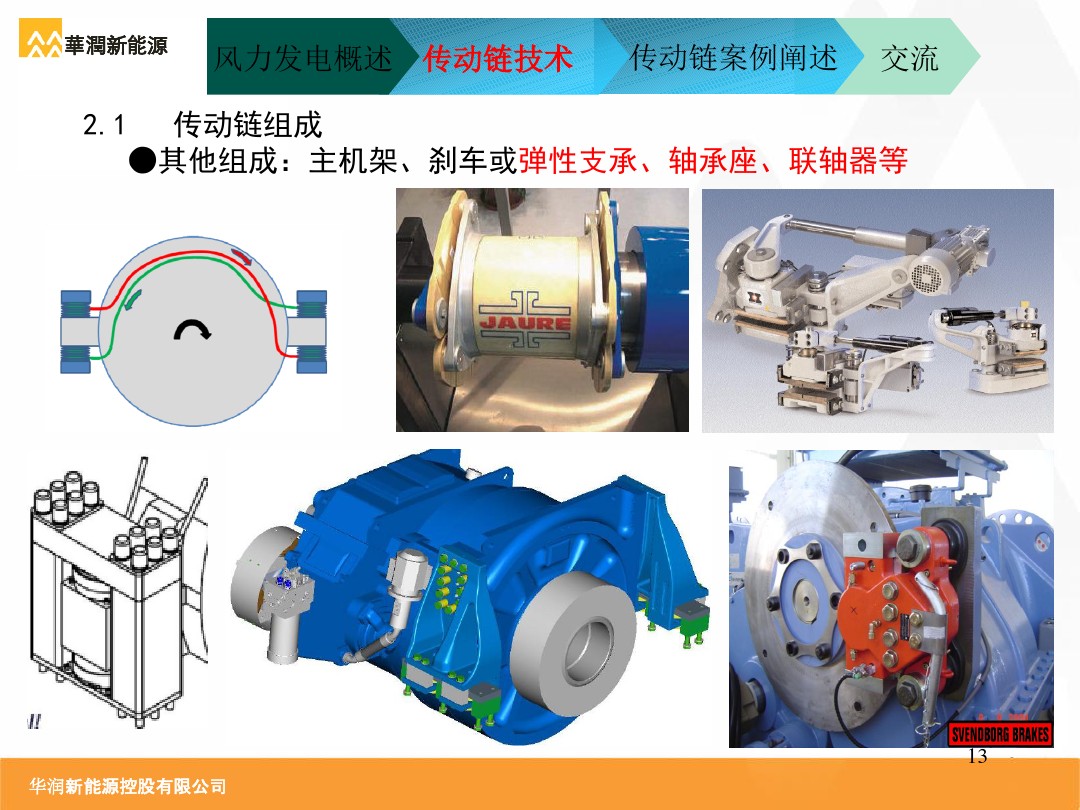 華潤新能源
风力发电概述 传动链技术 传动链案例阐述 交流
2.1 传动链组成
●其他组成：主机架、刹车或弹性支承、轴承座、联轴器等
JAURE
SVENDBORG BRAKES
13
华润新能源控股有限公司